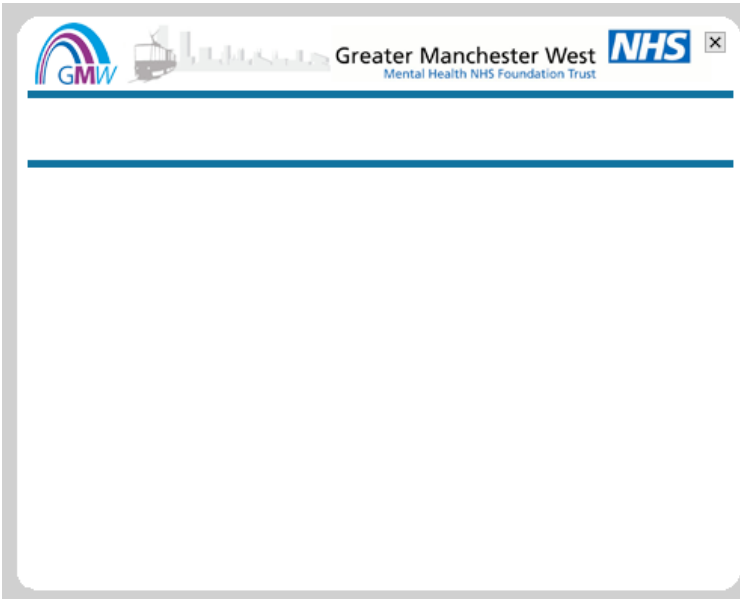 GMW
Greater Manchester West
Mental Health NHS Foundation Trust
NHS